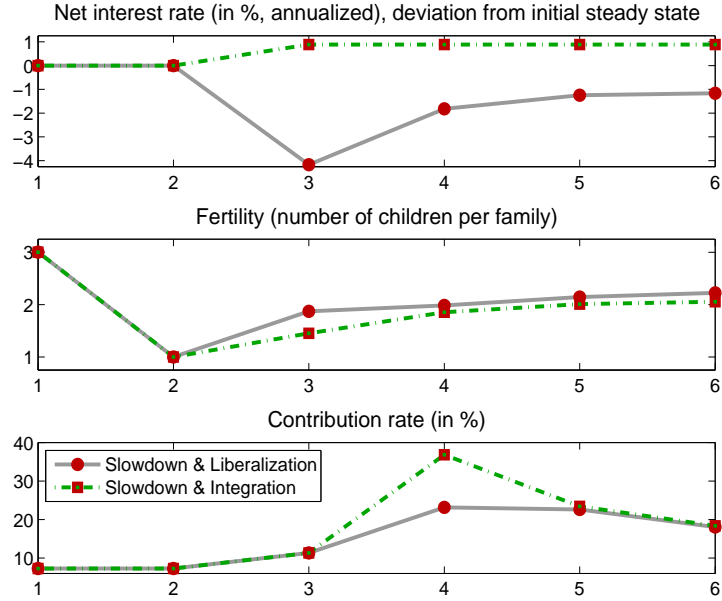 Net interest rate (in %, annualized), deviation from initial steady state
1
0
−1
−2
−3
−4
1 2 3 4 5 6
Fertility (number of children per family)
3
2
1
1 2 3 4 5 6
Contribution rate (in %)
40
30
20
10
Slowdown & Liberalization
Slowdown & Integration
1 2 3 4 5 6